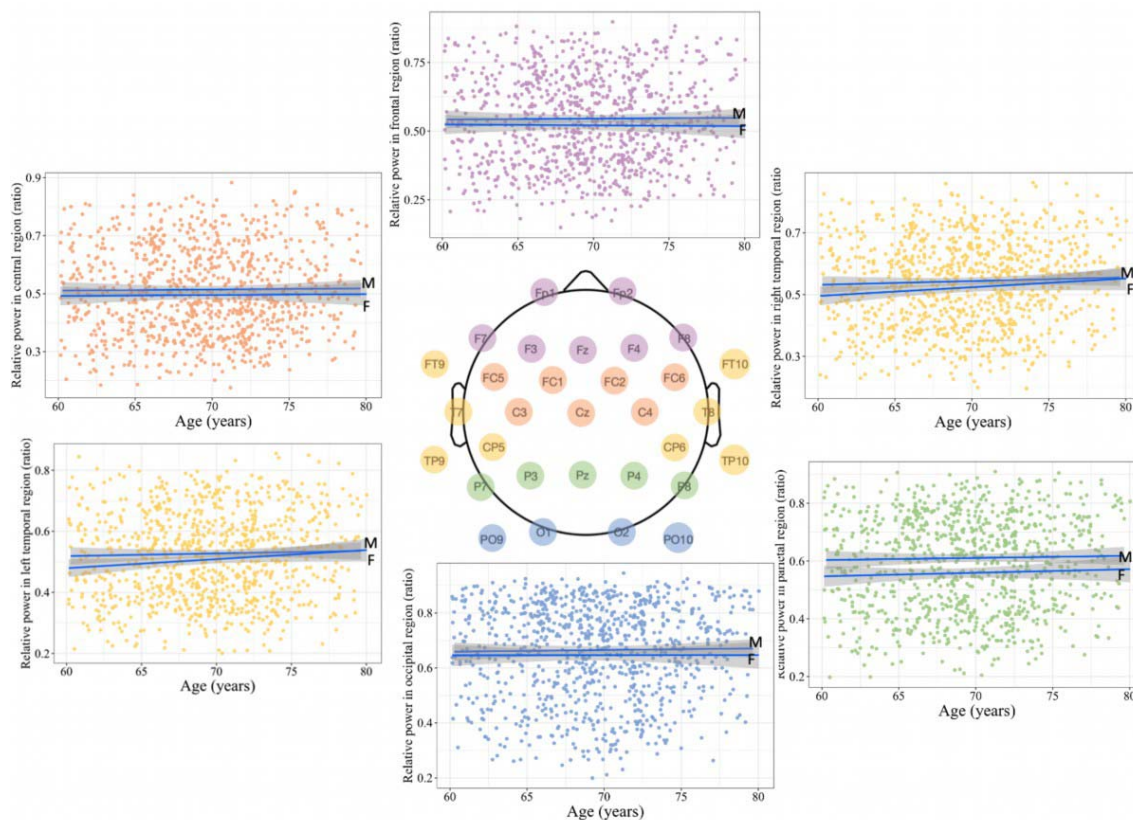 Relative power in frontal region (ratio)
0.75
0.50
0.25
M
F
60 65 70 75 80
Age (years)
Relative power in central region (ratio)
0.9
0.7
0.5
0.3
M
F
60 65 70 75 80
Age (years)
Relative power in right temporal region (ratio
0.7
0.5
0.3
M
F
60 65 70 75 80
Age (years)
Fp1 Fp2
F7 F3 Fz F4 F8
FT9 FT10
FC5 FC1 FC2 FC6
T7 C3 Cz C4 T8
CP5 CP6
TP9 TP10
P7 P3 Pz P4 P8
PO9 O1 O2 PO10
Relative power in left temporal region (ratio)
0.8
0.6
0.4
0.2
M
F
60 65 70 75 80
Age (years)
Relative power in occipital region (ratio)
0.8
0.6
0.4
0.2
M
F
60 65 70 75 80
Age (years)
Relative power in parietal region (ratio)
0.8
0.6
0.4
0.2
M
F
60 65 70 75 80
Age (years)